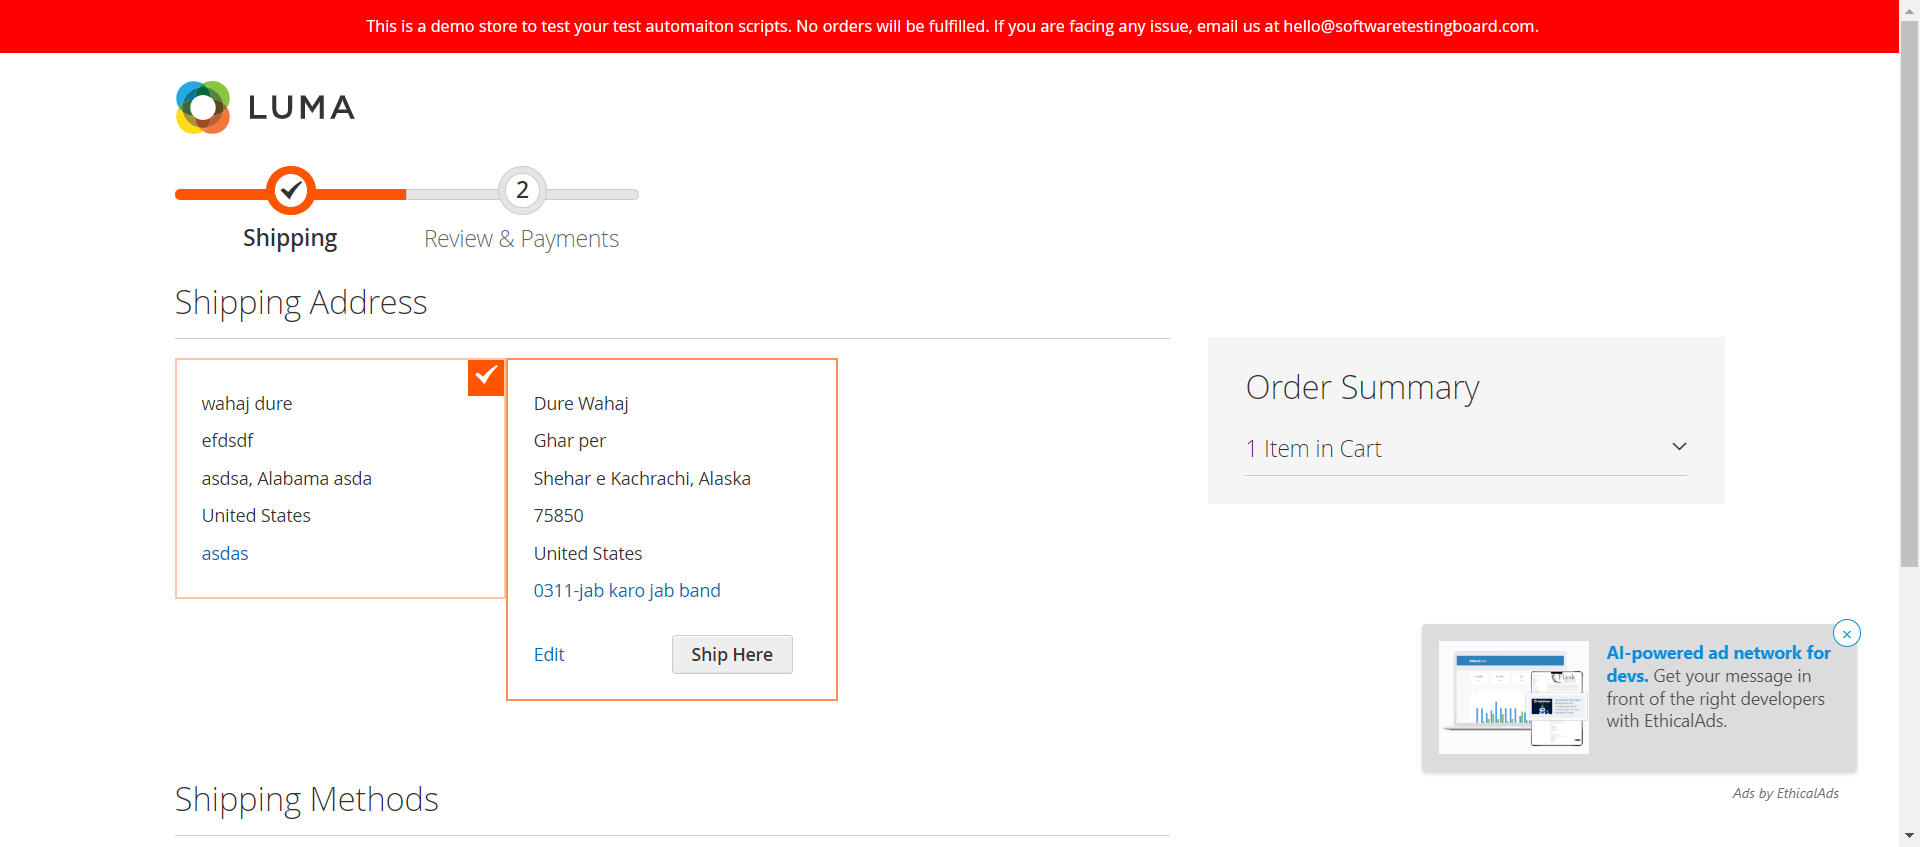 This is a demo store to test your test automaiton scripts. No orders will be fulfilled. If you are facing any issue, email us at hello@softwaretestingboard.com.
LUMA
2
Shipping
Review & Payments
Shipping Address
wahaj dure
efdsdf
asdsa, Alabama asda
United States
asdas
Dure Wahaj
Ghar per
Shehar e Kachrachi, Alaska
75850
United States
0311-jab karo jab band
Edit
Ship Here
Order Summary
1 Item in Cart
AI-powered ad network for
devs. Get your message in
front of the right developers
with EthicalAds.
Ads by EthicalAds
Shipping Methods